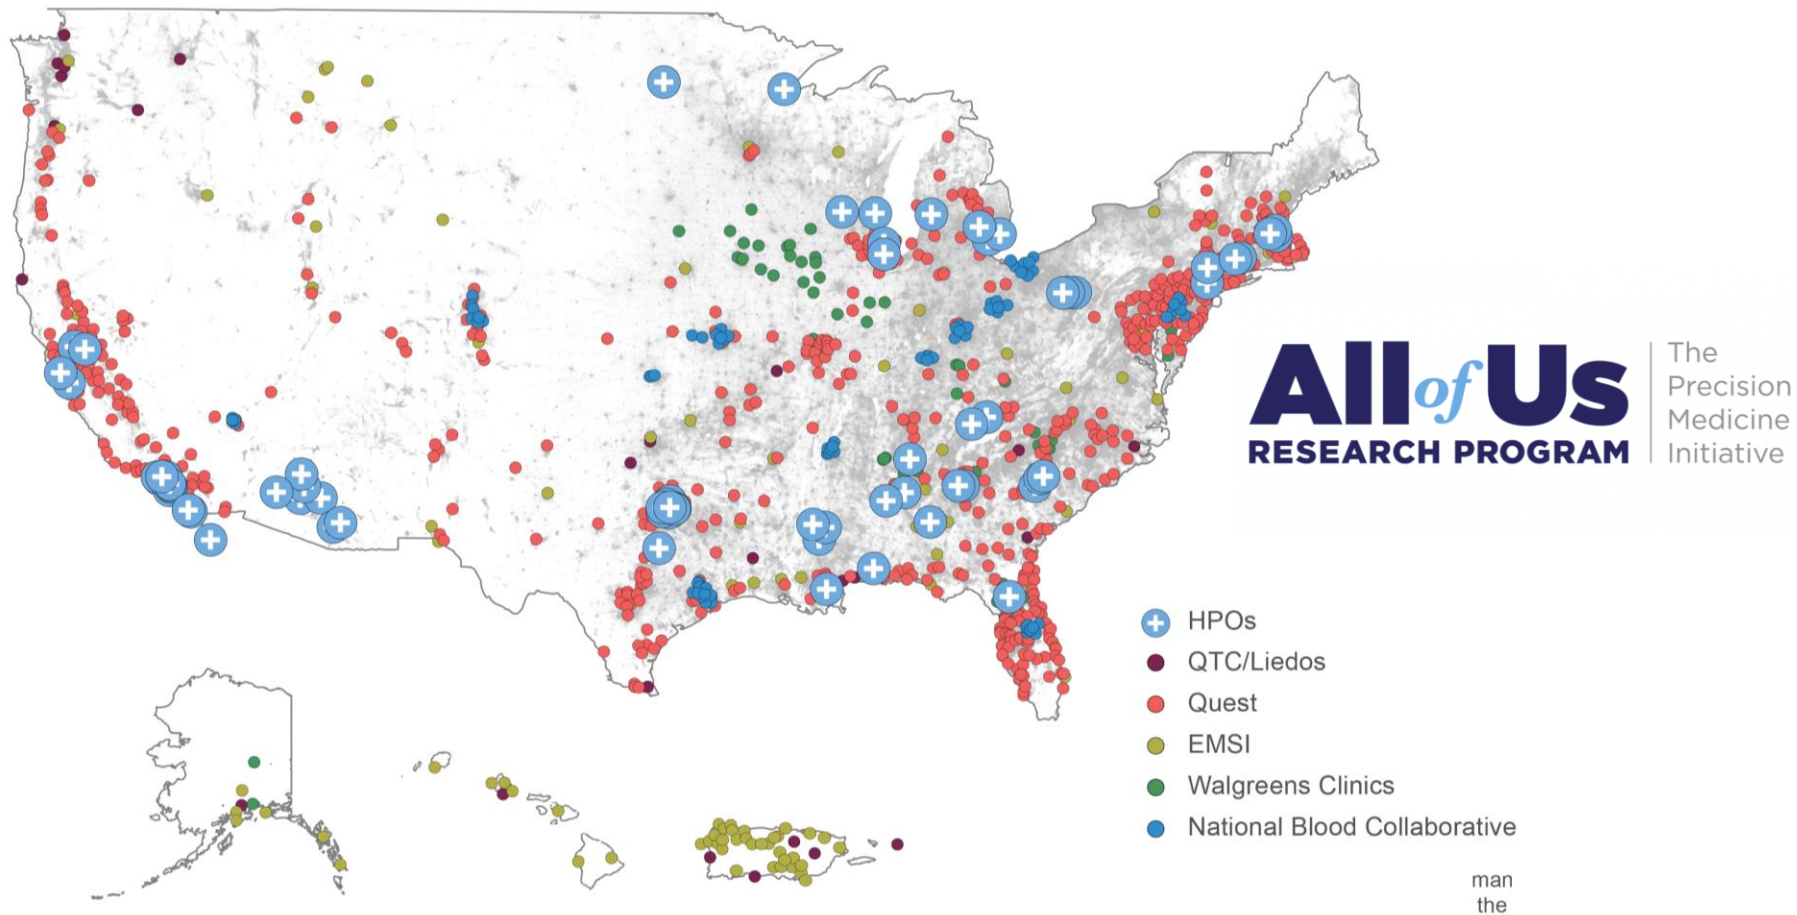 All of Us
RESEARCH PROGRAM
The
Precision
Medicine
Initiative
HPOs
QTC/Liedos
Quest
EMSI
Walgreens Clinics
National Blood Collaborative
man
the